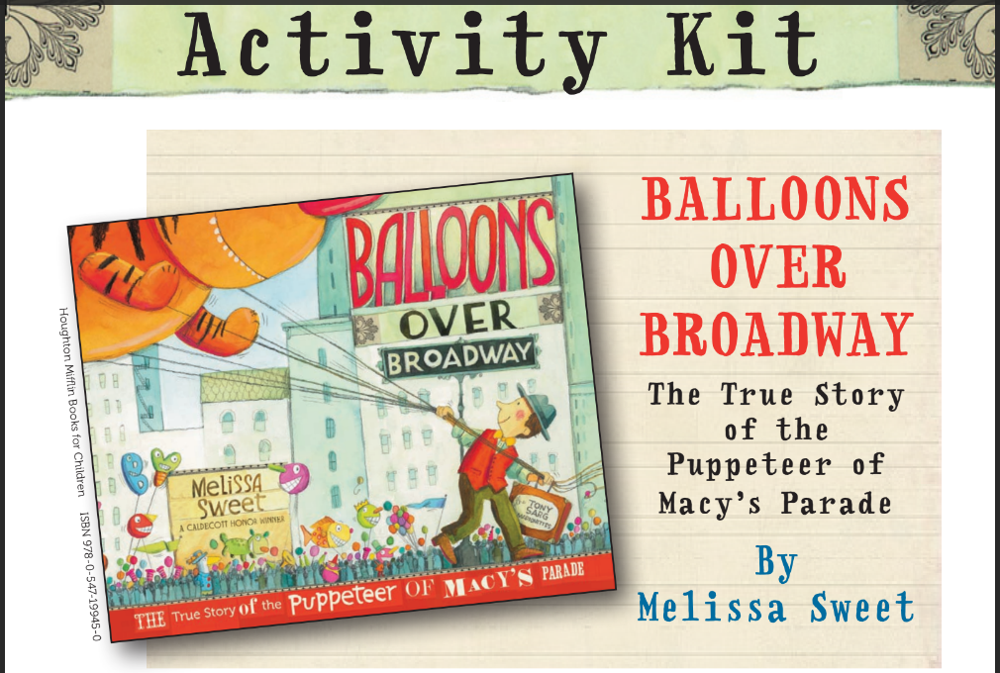 Activity Kit
BALLOONS
OVER
BROADWAY
MELISSA
SWEET
A CALDECOTT HONOR WINNER
TONY
SARG
MARIONETTES
THE True Story of the PUPPETEER OF MACY'S PARADE
Houghton Mifflin Books for Children ISBN 978-0-547-19945-0
BALLOONS
OVER
BROADWAY
The True Story
of the
Puppeteer of
Macy's Parade
By
Melissa Sweet